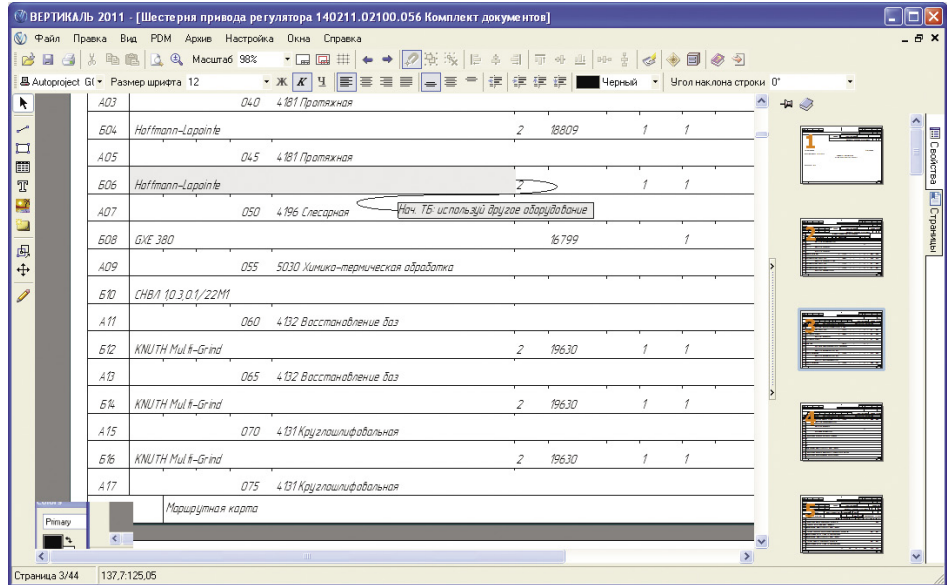 ВЕРТИКАЛЬ 2011 - [Шестерня привода регулятора 140211.02100.056 Комплект документов]
Файл Правка Вид PDM Архив Настройка Окна Справка
Масштаб 98%
Autoproject G( Размер шрифта 12 Ж К Ч Черный Угол наклона строки 0°
А03 040 4181 Протяжная
Б04 Hoffmann-Lapointe 2 18809 1 1
А05 045 4181 Протяжная
Б06 Hoffmann-Lapointe 2 1 1
А07 050 4196 Слесарная Нач. ТБ: используй другое оборудование
Б08 GXE 380 16799 1
А09 055 5030 Химико-термическая обработка
Б10 СНВЛ 1,0.3,0.1/22М1
А11 060 4132 Восстановление баз
Б12 KNUTH Multi-Grind 2 19630 1 1
А13 065 4132 Восстановление баз
Б14 KNUTH Multi-Grind 2 19630 1 1
А15 070 4131 Круглошлифовальная
Б16 KNUTH Multi-Grind 2 19630 1 1
А17 075 4131 Круглошлифовальная
Маршрутная карта
Primary
1
2
3
4
5
Свойства
Страницы
Страница 3/44 137,7:125,05